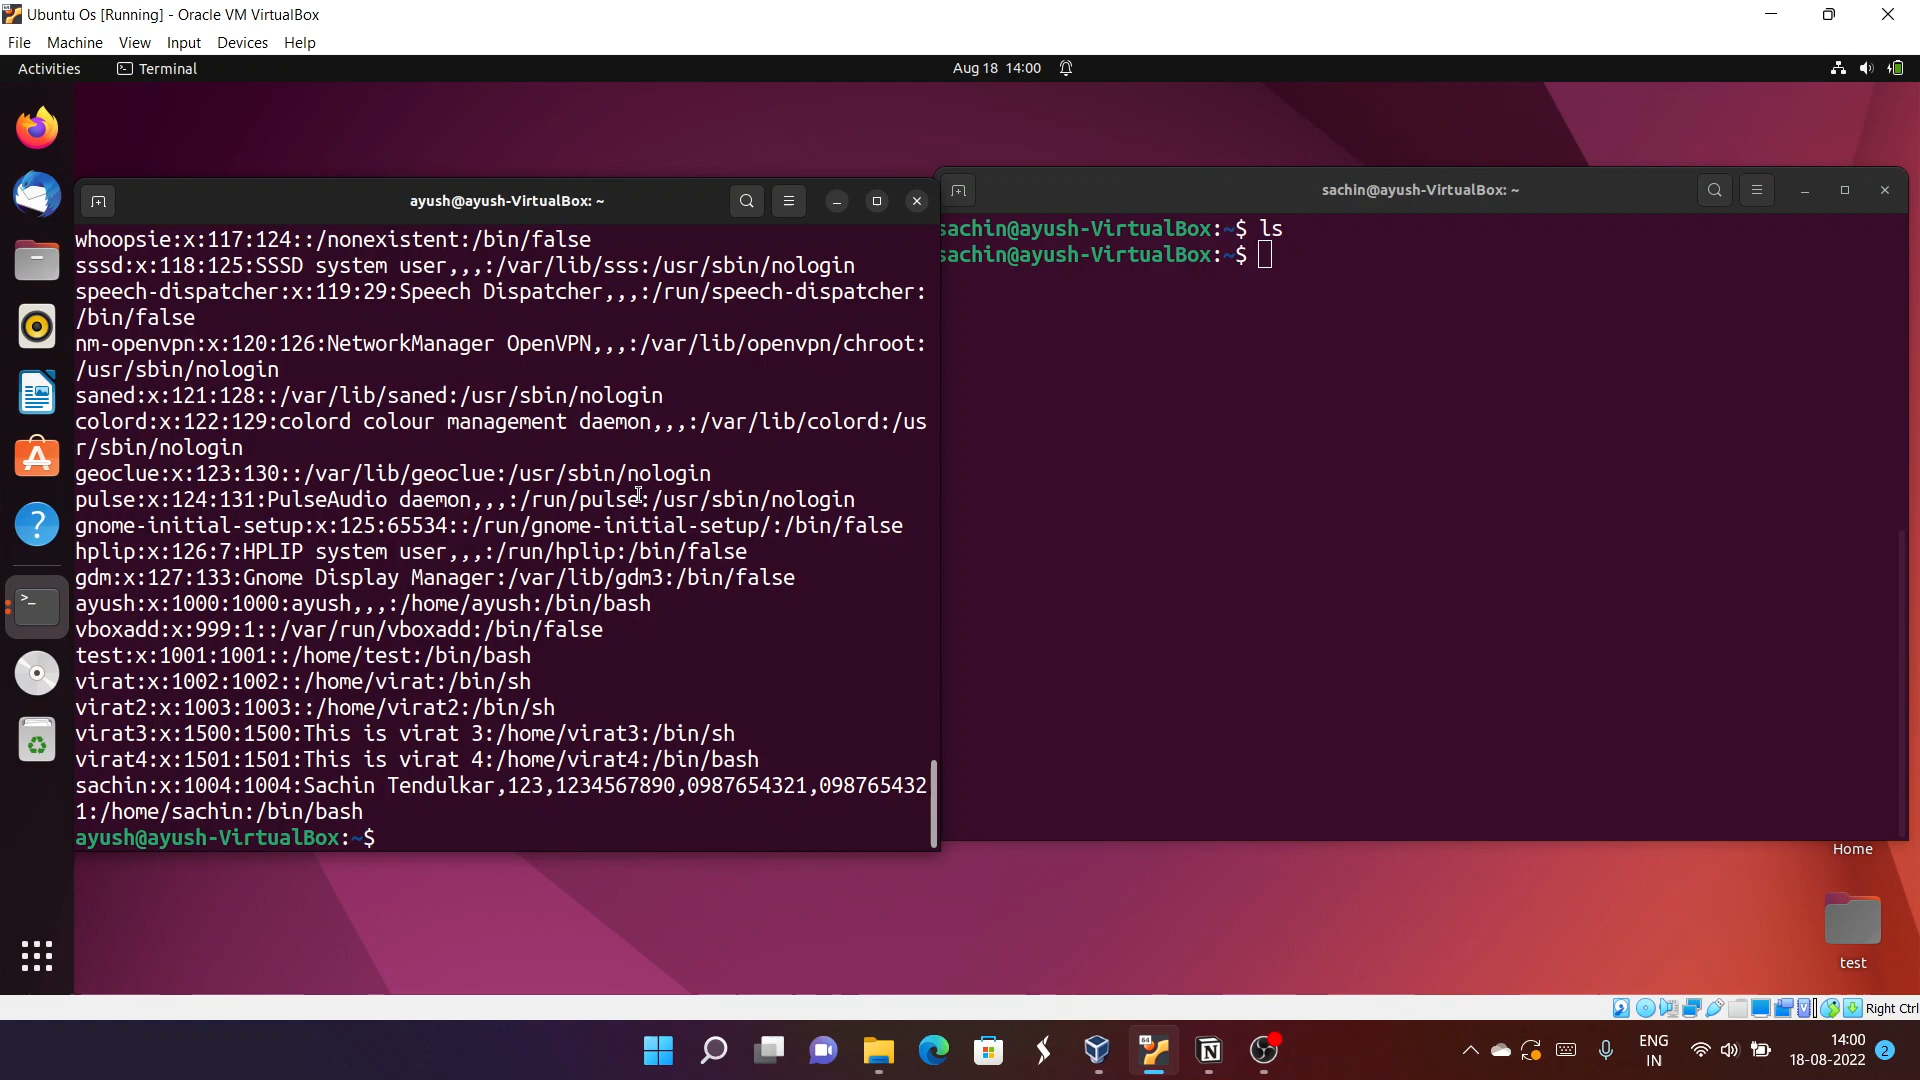 Ubuntu Os [Running] - Oracle VM VirtualBox
File Machine View Input Devices Help
Activities Terminal Aug 18 14:00
ayush@ayush-VirtualBox: ~
whoopsie:x:117:124::/nonexistent:/bin/false
sssd:x:118:125:SSSD system user,,,:/var/lib/sss:/usr/sbin/nologin
speech-dispatcher:x:119:29:Speech Dispatcher,,,:/run/speech-dispatcher:
/bin/false
nm-openvpn:x:120:126:NetworkManager OpenVPN,,,:/var/lib/openvpn/chroot:
/usr/sbin/nologin
saned:x:121:128::/var/lib/saned:/usr/sbin/nologin
colord:x:122:129:colord colour management daemon,,,:/var/lib/colord:/us
r/sbin/nologin
geoclue:x:123:130::/var/lib/geoclue:/usr/sbin/nologin
pulse:x:124:131:PulseAudio daemon,,,:/run/pulse:/usr/sbin/nologin
gnome-initial-setup:x:125:65534::/run/gnome-initial-setup/:/bin/false
hplip:x:126:7:HPLIP system user,,,:/run/hplip:/bin/false
gdm:x:127:133:Gnome Display Manager:/var/lib/gdm3:/bin/false
ayush:x:1000:1000:ayush,,,:/home/ayush:/bin/bash
vboxadd:x:999:1::/var/run/vboxadd:/bin/false
test:x:1001:1001::/home/test:/bin/bash
virat:x:1002:1002::/home/virat:/bin/sh
virat2:x:1003:1003::/home/virat2:/bin/sh
virat3:x:1500:1500:This is virat 3:/home/virat3:/bin/sh
virat4:x:1501:1501:This is virat 4:/home/virat4:/bin/bash
sachin:x:1004:1004:Sachin Tendulkar,123,1234567890,0987654321,098765432
1:/home/sachin:/bin/bash
ayush@ayush-VirtualBox:~$
sachin@ayush-VirtualBox: ~
sachin@ayush-VirtualBox:~$ ls
sachin@ayush-VirtualBox:~$
Home
test
Right Ctrl
ENG
IN
14:00
18-08-2022
2